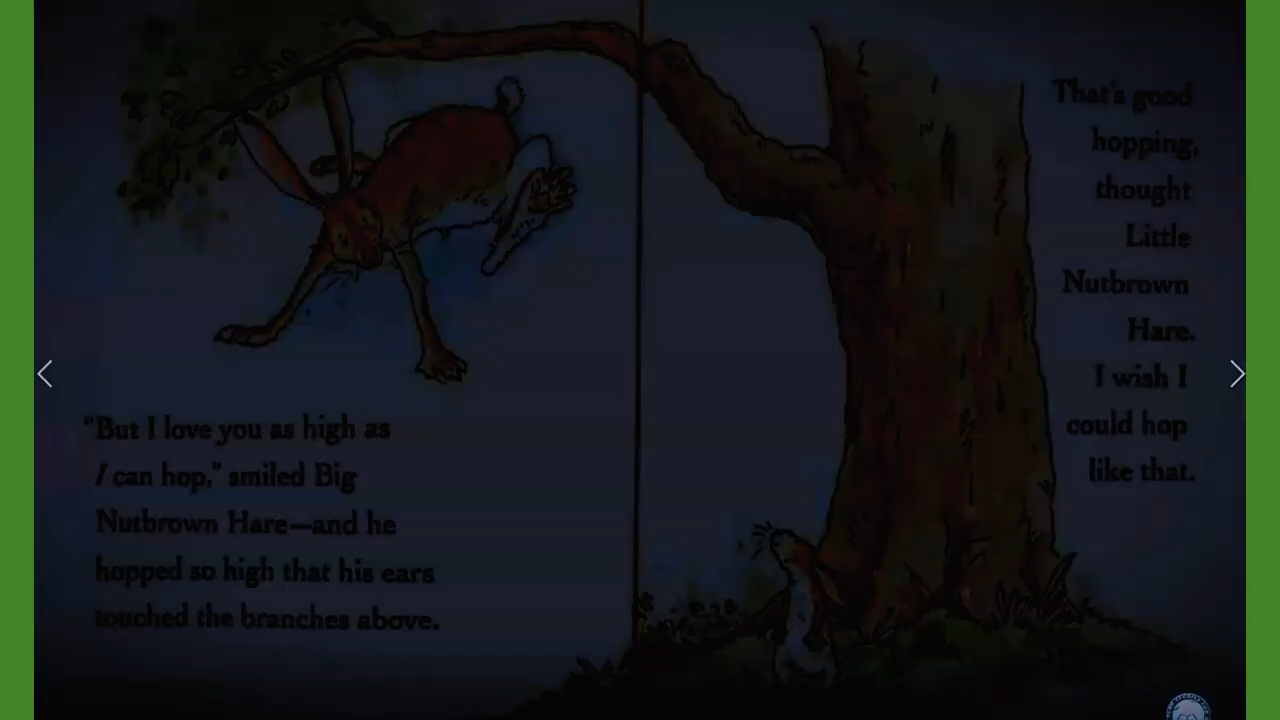 "But I love you as high as
I can hop," smiled Big
Nutbrown Hare—and he
hopped so high that his ears
touched the branches above.
That's good
hopping,
thought
Little
Nutbrown
Hare.
I wish I
could hop
like that.